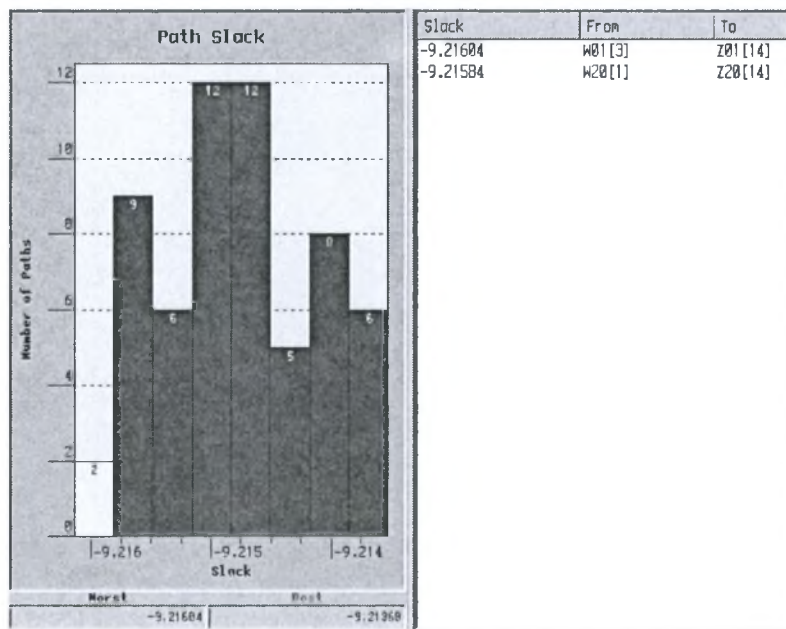 Path Slack
12
10
8
6
4
2
0
Number of Paths
2
9
6
12
12
5
8
6
-9.216
-9.215
-9.214
Slack
Worst
Best
-9.21604
-9.21360
Slack
From
To
-9.21604
W01[3]
Z01[14]
-9.21584
W20[1]
Z20[14]